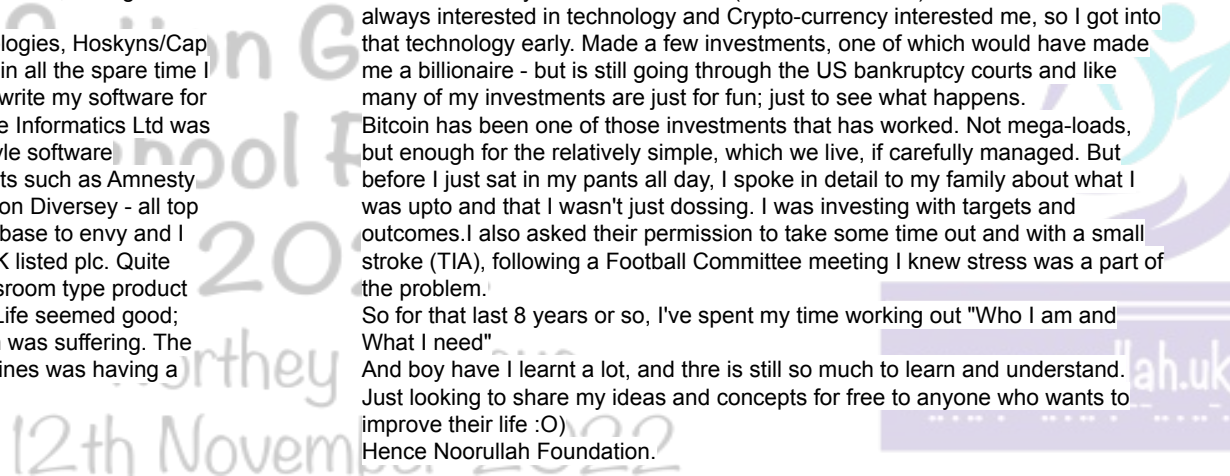 logies, Hoskyns/Cap
in all the spare time I
write my software for
e Informatics Ltd was
yle software
ts such as Amnesty
on Diversey - all top
base to envy and I
K listed plc. Quite
sroom type product
Life seemed good;
was suffering. The
ines was having a
always interested in technology and Crypto-currency interested me, so I got into
that technology early. Made a few investments, one of which would have made
me a billionaire - but is still going through the US bankruptcy courts and like
many of my investments are just for fun; just to see what happens.
Bitcoin has been one of those investments that has worked. Not mega-loads,
but enough for the relatively simple, which we live, if carefully managed. But
before I just sat in my pants all day, I spoke in detail to my family about what I
was upto and that I wasn't just dossing. I was investing with targets and
outcomes.I also asked their permission to take some time out and with a small
stroke (TIA), following a Football Committee meeting I knew stress was a part of
the problem.
So for that last 8 years or so, I've spent my time working out "Who I am and
What I need"
And boy have I learnt a lot, and thre is still so much to learn and understand.
Just looking to share my ideas and concepts for free to anyone who wants to
improve their life :O)
Hence Noorullah Foundation.
on G
ool F
20
orthey
12th Novem 2022
llah.uk